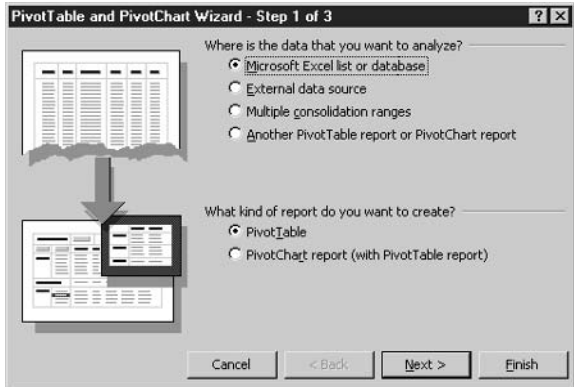 PivotTable and PivotChart Wizard - Step 1 of 3
Where is the data that you want to analyze?
Microsoft Excel list or database
External data source
Multiple consolidation ranges
Another PivotTable report or PivotChart report
What kind of report do you want to create?
PivotTable
PivotChart report (with PivotTable report)
Cancel
< Back
Next >
Finish